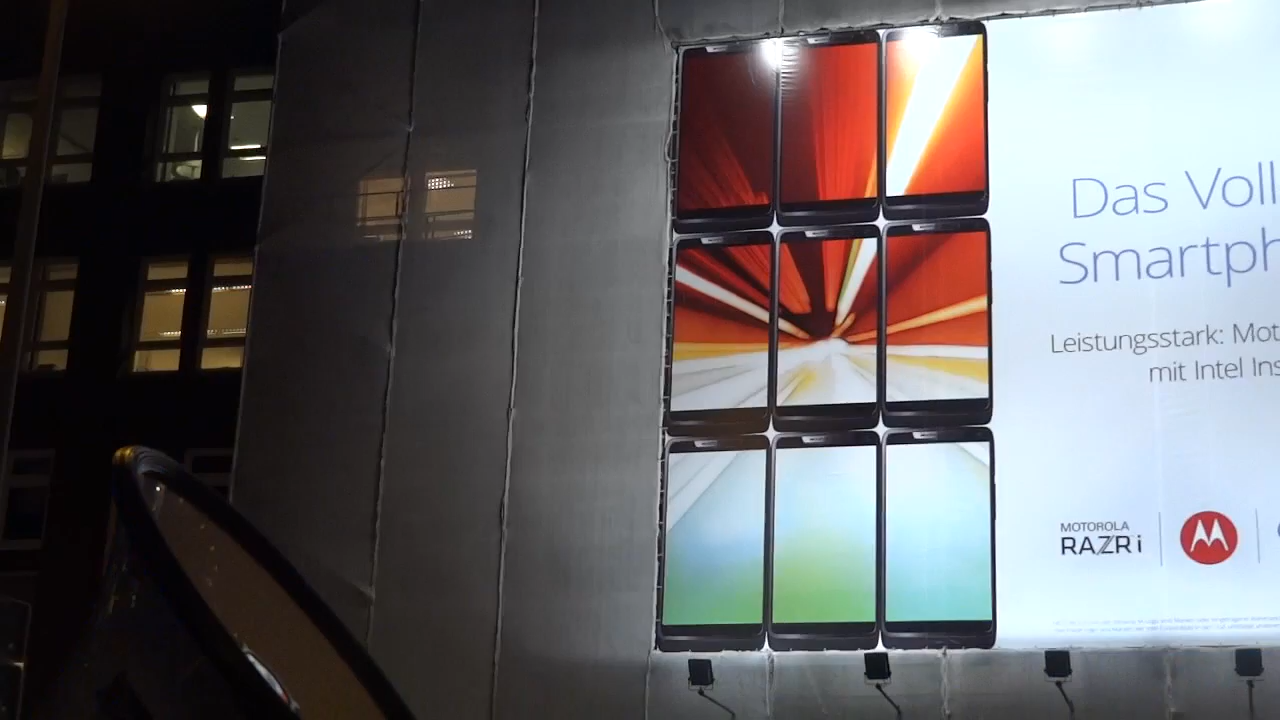 Das Voll
Smartph
Leistungsstark: Mot
mit Intel Ins
MOTOROLA
RAZR i